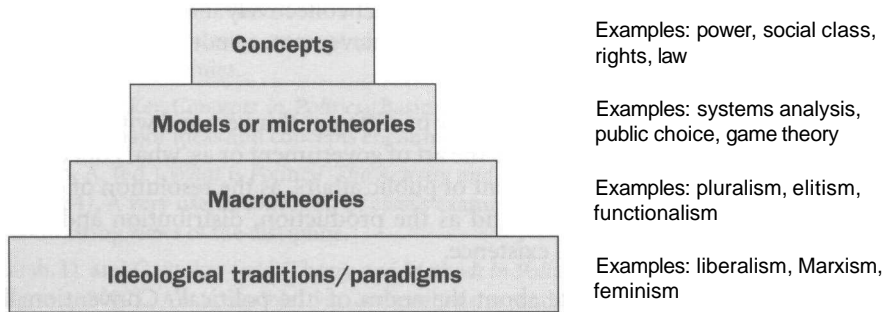 Concepts
Examples: power, social class,
rights, law
Models or microtheories
Examples: systems analysis,
public choice, game theory
Macrotheories
Examples: pluralism, elitism,
functionalism
Ideological traditions/paradigms
Examples: liberalism, Marxism,
feminism